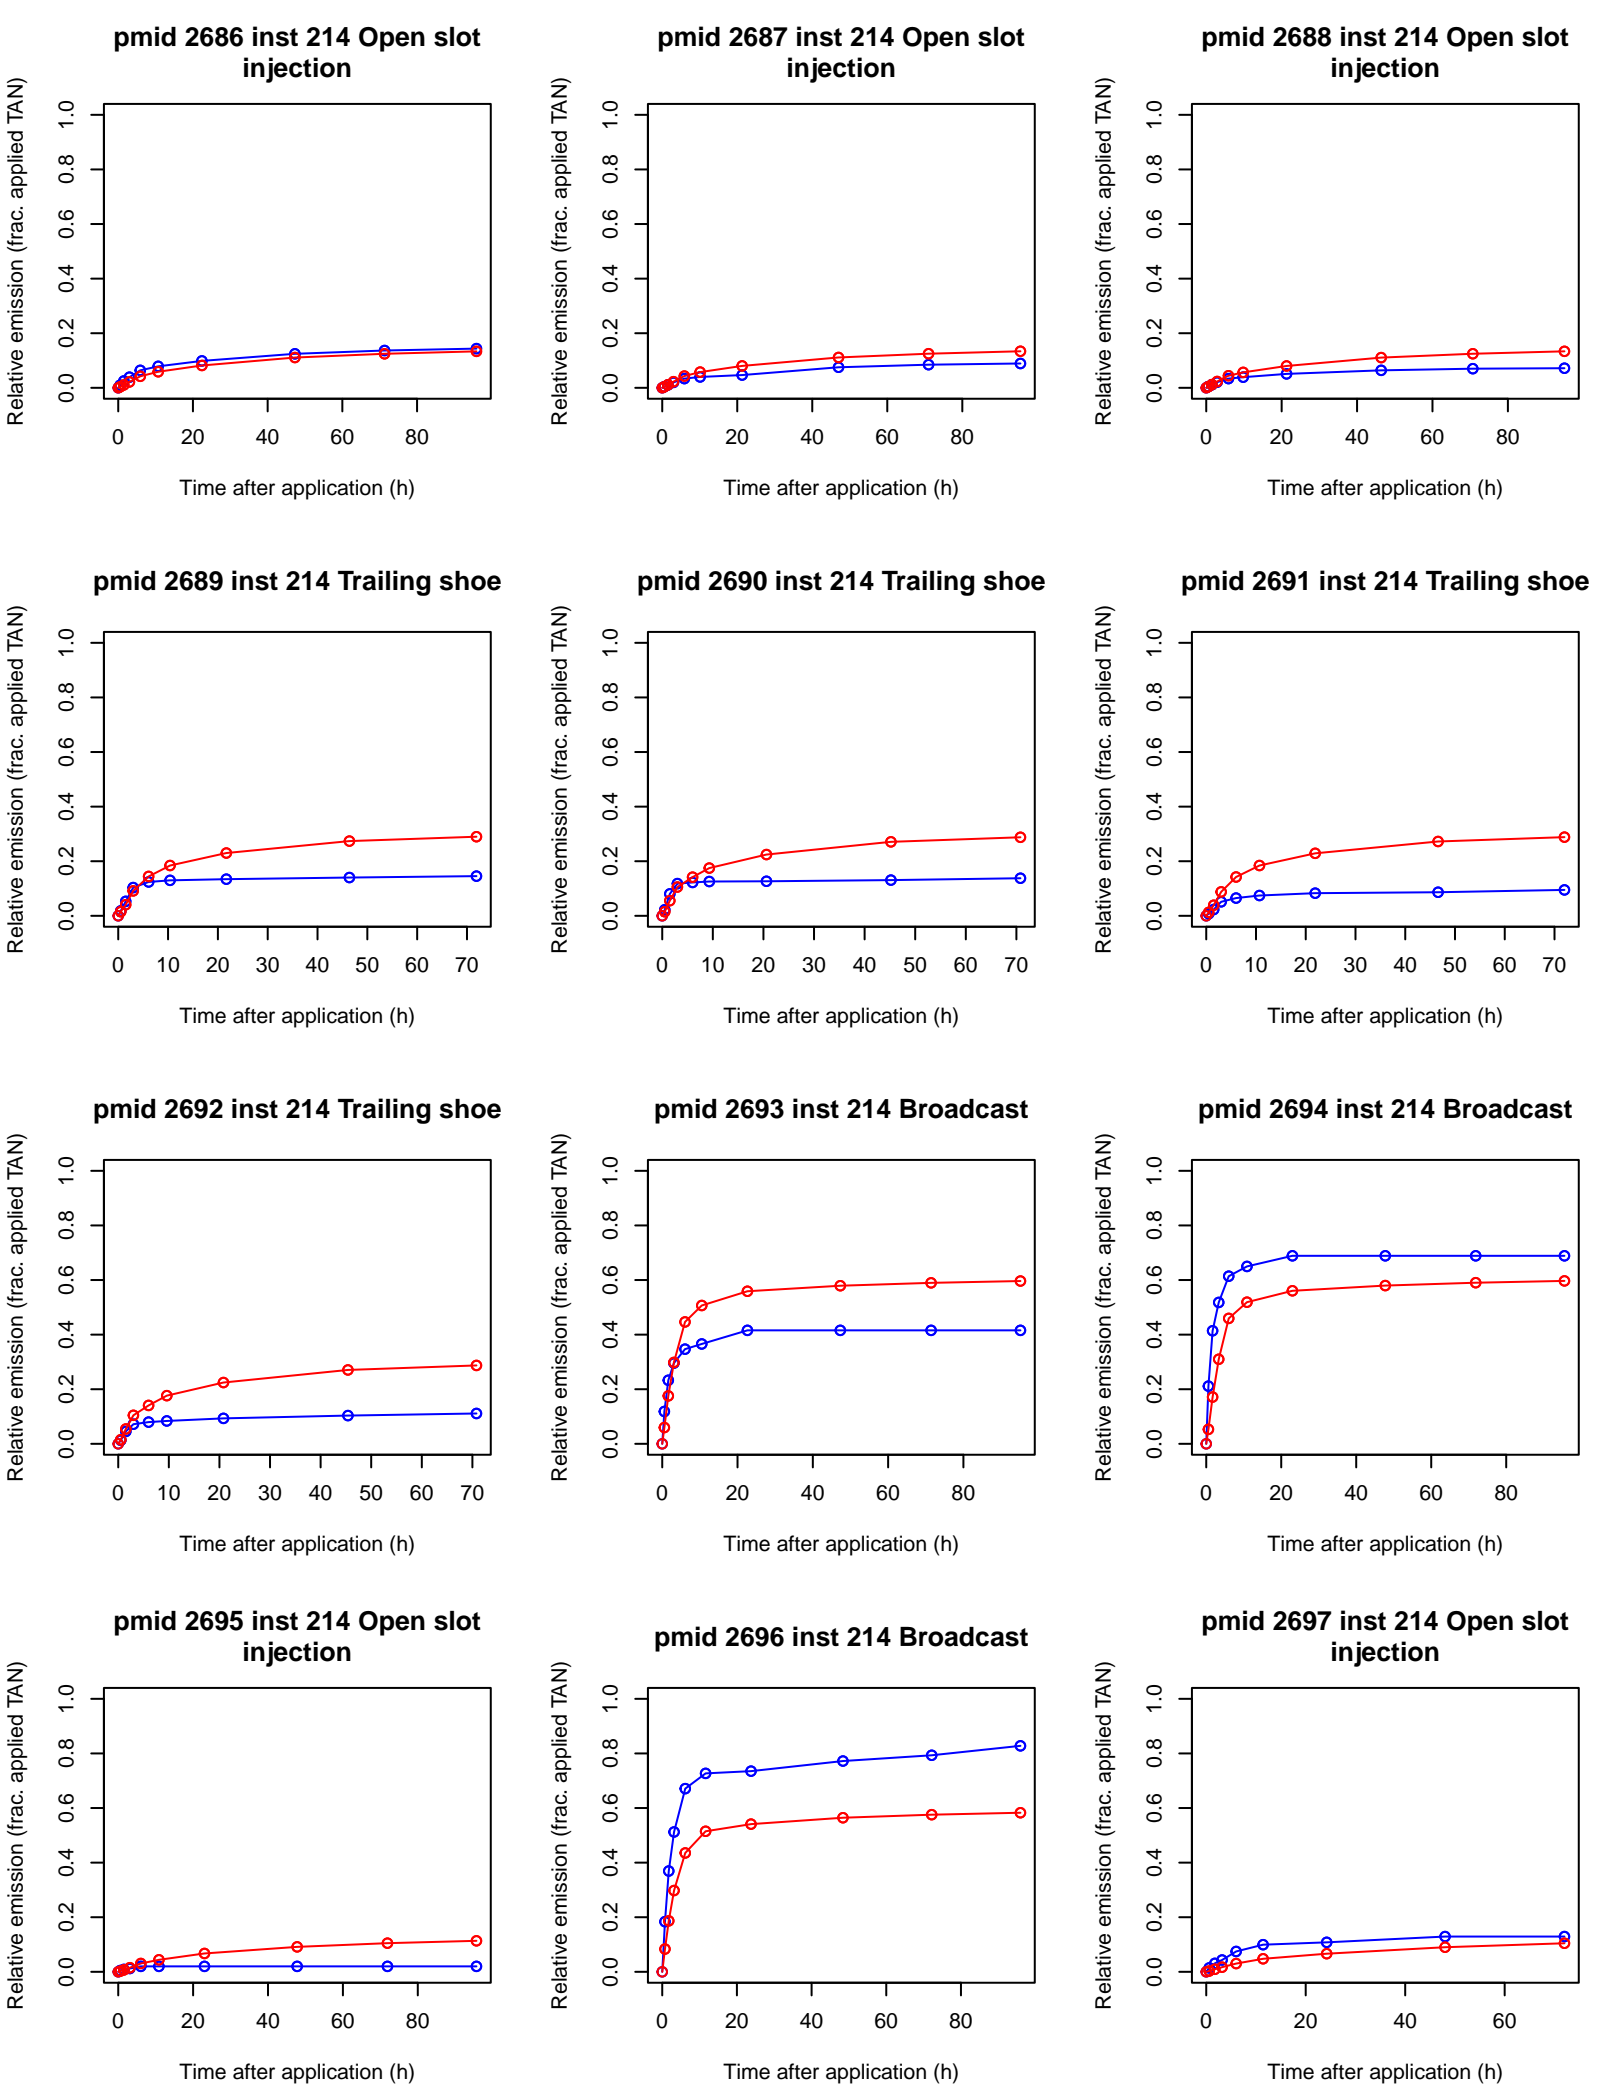 pmid 2686 inst 214 Open slot
injection
Relative emission (frac. applied TAN)
1.0
0.8
0.6
0.4
0.2
0.0
0 20 40 60 80
Time after application (h)
pmid 2687 inst 214 Open slot
injection
Relative emission (frac. applied TAN)
1.0
0.8
0.6
0.4
0.2
0.0
0 20 40 60 80
Time after application (h)
pmid 2688 inst 214 Open slot
injection
Relative emission (frac. applied TAN)
1.0
0.8
0.6
0.4
0.2
0.0
0 20 40 60 80
Time after application (h)
pmid 2689 inst 214 Trailing shoe
Relative emission (frac. applied TAN)
1.0
0.8
0.6
0.4
0.2
0.0
0 10 20 30 40 50 60 70
Time after application (h)
pmid 2690 inst 214 Trailing shoe
Relative emission (frac. applied TAN)
1.0
0.8
0.6
0.4
0.2
0.0
0 10 20 30 40 50 60 70
Time after application (h)
pmid 2691 inst 214 Trailing shoe
Relative emission (frac. applied TAN)
1.0
0.8
0.6
0.4
0.2
0.0
0 10 20 30 40 50 60 70
Time after application (h)
pmid 2692 inst 214 Trailing shoe
Relative emission (frac. applied TAN)
1.0
0.8
0.6
0.4
0.2
0.0
0 10 20 30 40 50 60 70
Time after application (h)
pmid 2693 inst 214 Broadcast
Relative emission (frac. applied TAN)
1.0
0.8
0.6
0.4
0.2
0.0
0 20 40 60 80
Time after application (h)
pmid 2694 inst 214 Broadcast
Relative emission (frac. applied TAN)
1.0
0.8
0.6
0.4
0.2
0.0
0 20 40 60 80
Time after application (h)
pmid 2695 inst 214 Open slot
injection
Relative emission (frac. applied TAN)
1.0
0.8
0.6
0.4
0.2
0.0
0 20 40 60 80
Time after application (h)
pmid 2696 inst 214 Broadcast
Relative emission (frac. applied TAN)
1.0
0.8
0.6
0.4
0.2
0.0
0 20 40 60 80
Time after application (h)
pmid 2697 inst 214 Open slot
injection
Relative emission (frac. applied TAN)
1.0
0.8
0.6
0.4
0.2
0.0
0 20 40 60
Time after application (h)